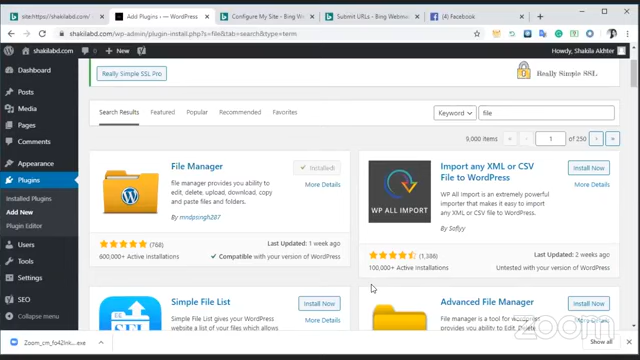 site:https://shakilabd.com/
Add Plugins — WordPress
Configure My Site - Bing Webm
Submit URLs - Bing Webmaster
Facebook
shakilabd.com/wp-admin/plugin-install.php?s=file&tab=search&type=term
shakilabd.com
0
New
Howdy, Shakila Akhter
Dashboard
Posts
Media
Pages
Comments
Appearance
Plugins
Installed Plugins
Add New
Plugin Editor
Users
Tools
Settings
SEO
Collapse menu
Really Simple SSL Pro
Really Simple SSL
Search Results
Featured
Popular
Recommended
Favorites
Keyword
file
9,000 items
«
‹
1
of 250
›
»
File Manager
Installed!
More Details
file manager provides you ability to
edit, delete, upload, download, copy
and paste files and folders.
By mndpsingh287
(768)
600,000+ Active Installations
Last Updated: 1 week ago
Compatible with your version of WordPress
WP ALL IMPORT
Import any XML or CSV
File to WordPress
Install Now
More Details
WP All Import is an extremely powerful
importer that makes it easy to import
any XML or CSV file to WordPress.
By Soflyy
(1,386)
100,000+ Active Installations
Last Updated: 2 weeks ago
Untested with your version of WordPress
Simple File List
Install Now
More Details
Simple File List gives your WordPress
website a list of your files which allows
Advanced File Manager
Install Now
More Details
file manager is a tool for wordpress
Zoom_cm_fo42lnk....exe
Show all
zoom